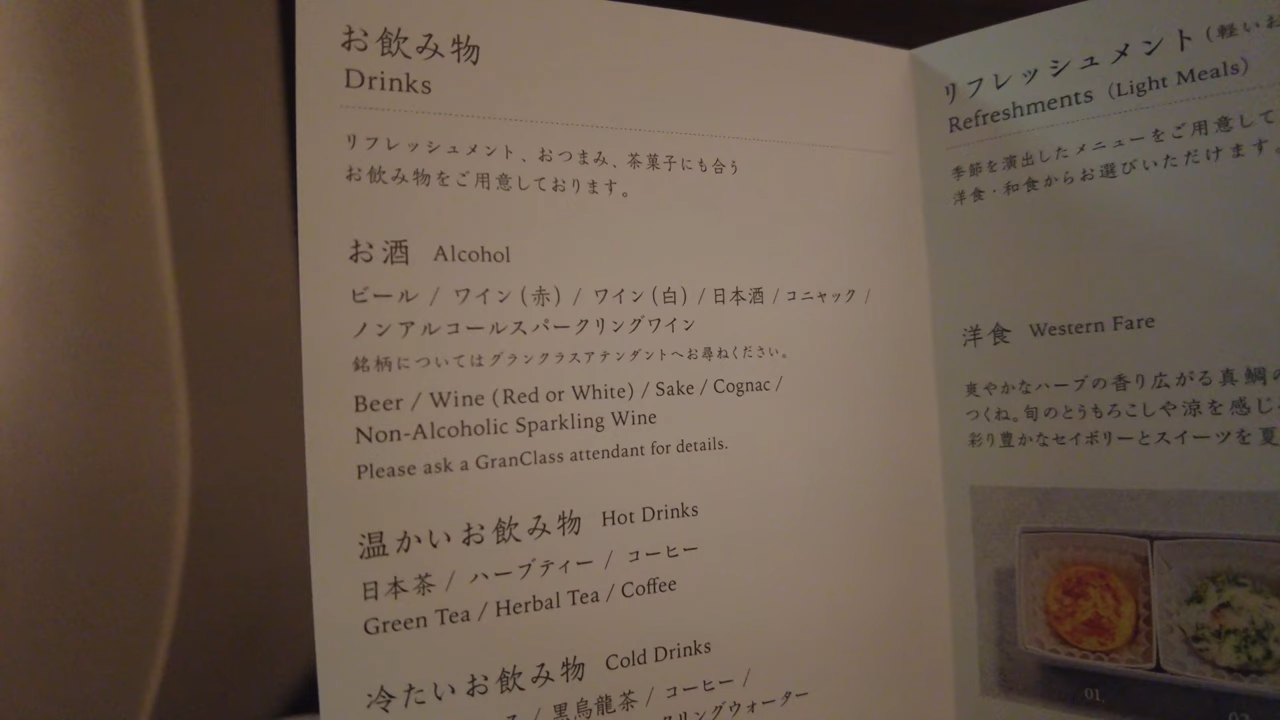 お飲み物
Drinks
リフレッシュメント、おつまみ、茶菓子にも合う
お飲み物をご用意しております。
お酒 Alcohol
ビール / ワイン(赤) / ワイン(白) / 日本酒 / コニャック /
ノンアルコールスパークリングワイン
銘柄についてはグランクラスアテンダントへお尋ねください。
Beer / Wine (Red or White) / Sake / Cognac /
Non-Alcoholic Sparkling Wine
Please ask a GranClass attendant for details.
温かいお飲み物 Hot Drinks
日本茶 / ハーブティー / コーヒー
Green Tea / Herbal Tea / Coffee
冷たいお飲み物 Cold Drinks
/ 黒烏龍茶 / コーヒー /
リングウォーター
リフレッシュメント(軽いお
Refreshments (Light Meals)
季節を演出したメニューをご用意して
洋食・和食からお選びいただけます。
洋食 Western Fare
爽やかなハーブの香り広がる真鯛の
つくね。旬のとうもろこしや涼を感じ
彩り豊かなセイボリーとスイーツを夏
01